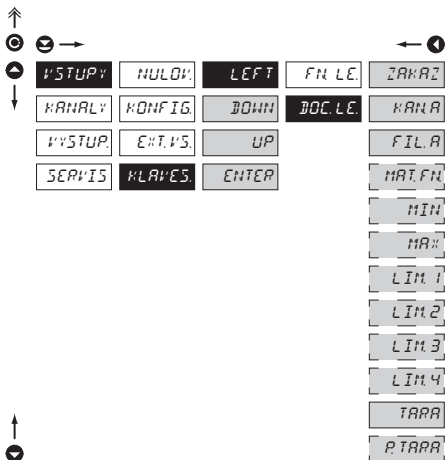 VSTUPY NULOV. LEFT FN. LE. ZAKAZ
KANALY KONFIG. DOWN DOC. LE. KAN. A
VYSTUP. EXT. VS. UP FIL. A
SERVIS KLAVES. ENTER MAT. FN.
MIN
MAX
LIM. 1
LIM. 2
LIM. 3
LIM. 4
TARA
P. TARA